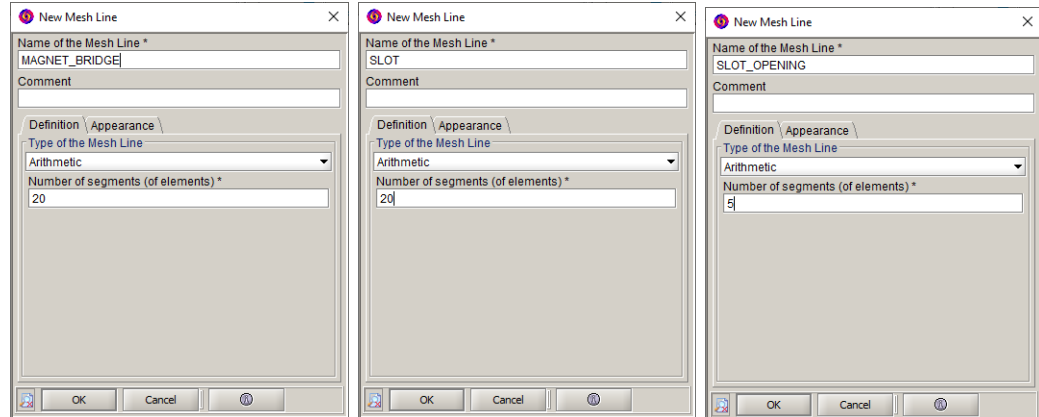 New Mesh Line
Name of the Mesh Line *
MAGNET_BRIDGE
Comment
Definition
Appearance
Type of the Mesh Line
Arithmetic
Number of segments (of elements) *
20
OK
Cancel
New Mesh Line
Name of the Mesh Line *
SLOT
Comment
Definition
Appearance
Type of the Mesh Line
Arithmetic
Number of segments (of elements) *
20
OK
Cancel
New Mesh Line
Name of the Mesh Line *
SLOT_OPENING
Comment
Definition
Appearance
Type of the Mesh Line
Arithmetic
Number of segments (of elements) *
5
OK
Cancel